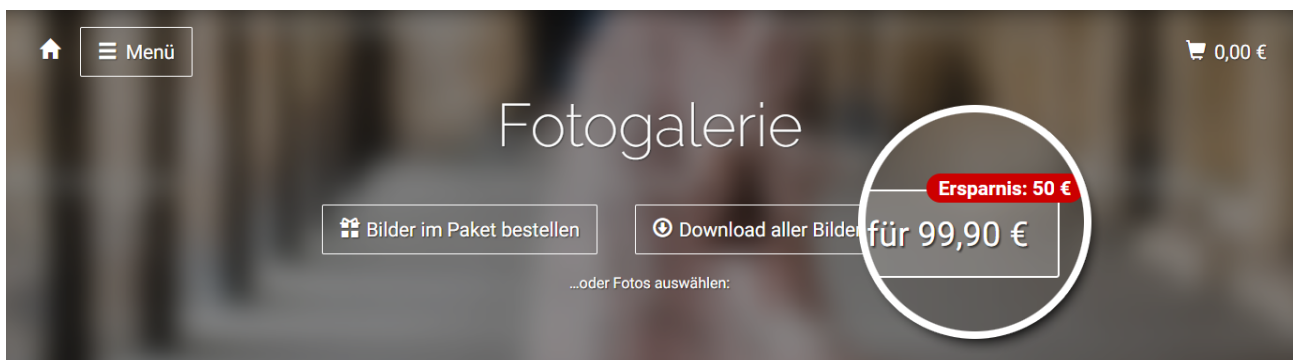 Menü
0,00 €
Fotogalerie
Ersparnis: 50 €
Bilder im Paket bestellen
Download aller Bilder für 99,90 €
...oder Fotos auswählen: